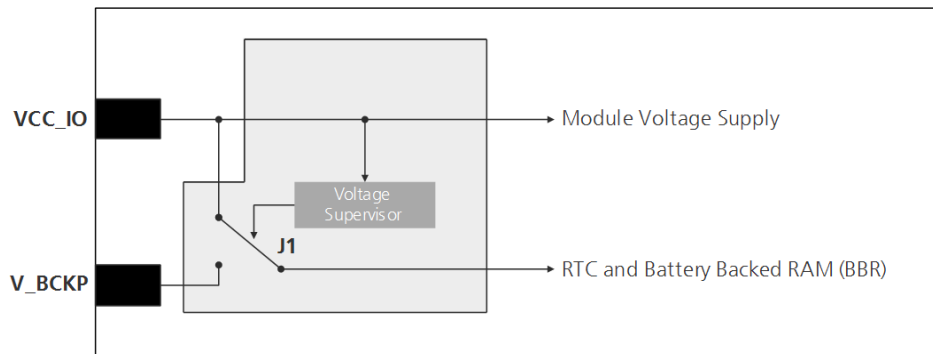 VCC_IO
Module Voltage Supply
Voltage
Supervisor
J1
V_BCKP
RTC and Battery Backed RAM (BBR)